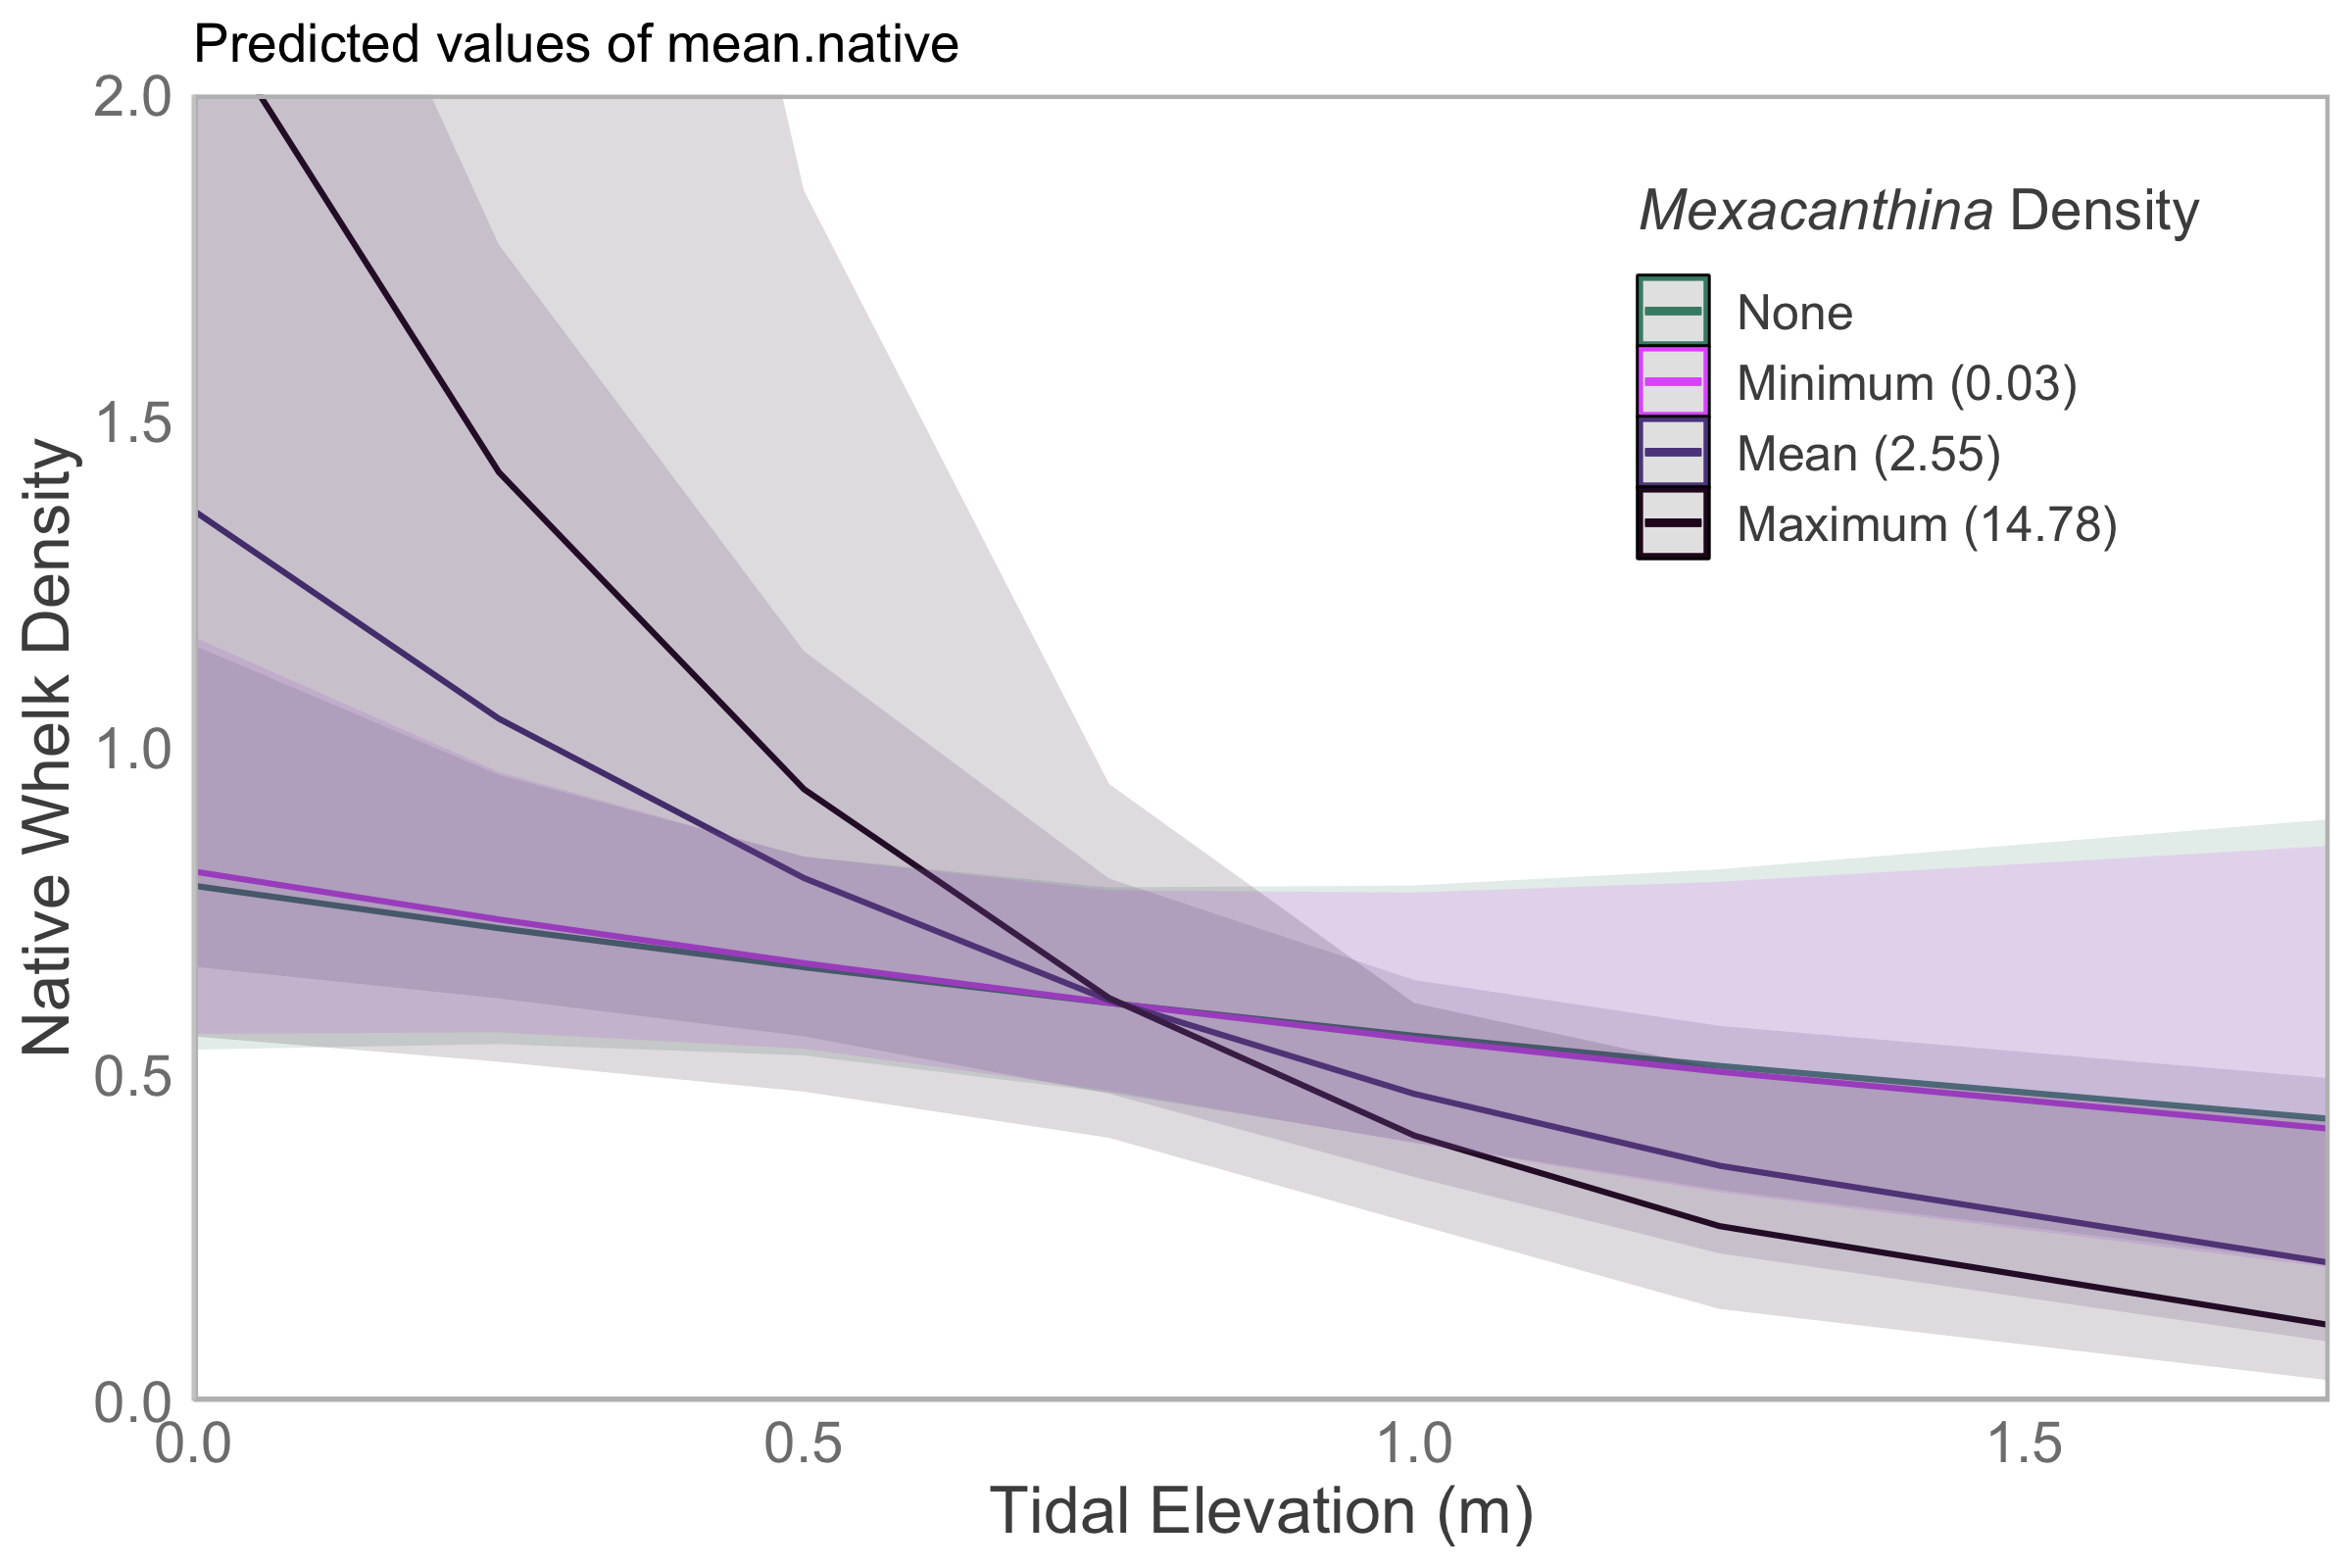 Predicted values of mean.native
2.0
1.5
1.0
0.5
0.0
Native Whelk Density
Mexacanthina Density
None
Minimum (0.03)
Mean (2.55)
Maximum (14.78)
0.0 0.5 1.0 1.5
Tidal Elevation (m)